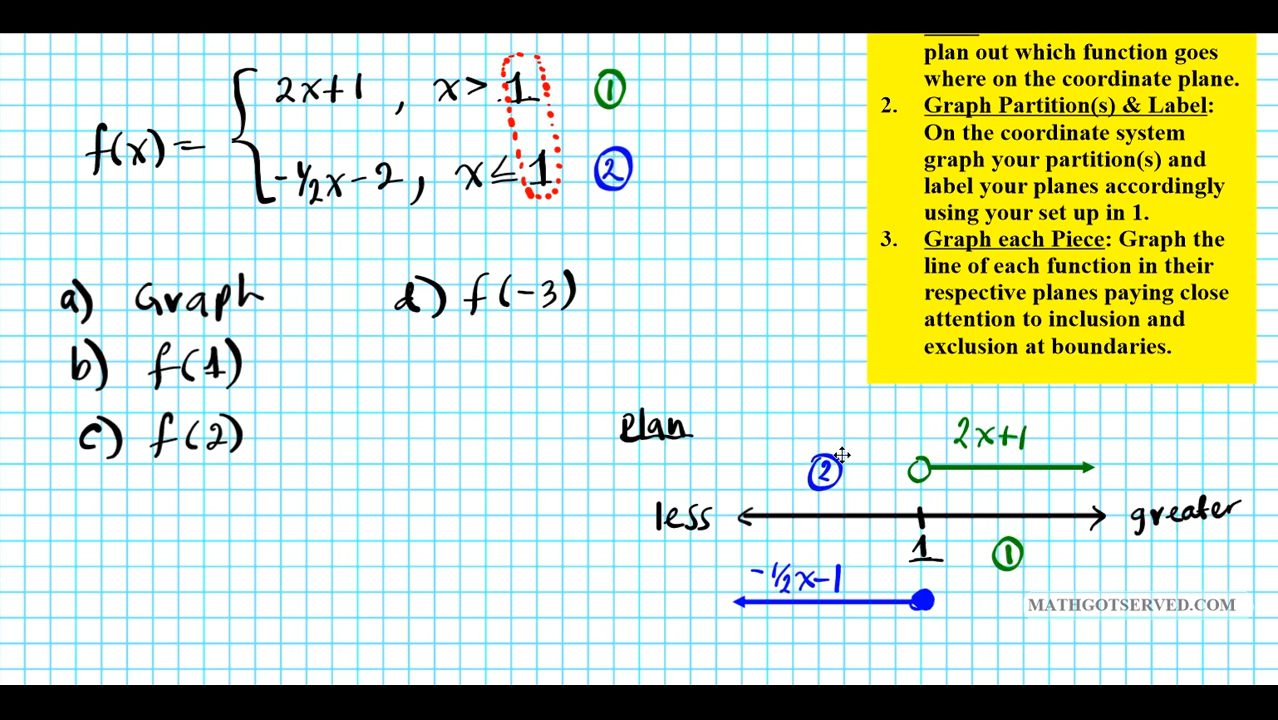 f(x) = { 2x+1 , x > 1 ①
-½x-2 , x ≤ 1 ②
a) Graph
b) f(1)
c) f(2)
d) f(-3)
plan out which function goes
where on the coordinate plane.
2. Graph Partition(s) & Label:
On the coordinate system
graph your partition(s) and
label your planes accordingly
using your set up in 1.
3. Graph each Piece: Graph the
line of each function in their
respective planes paying close
attention to inclusion and
exclusion at boundaries.
Plan
2x+1
②
less
greater
1
①
-½x-1
MATHGOTSERVED.COM